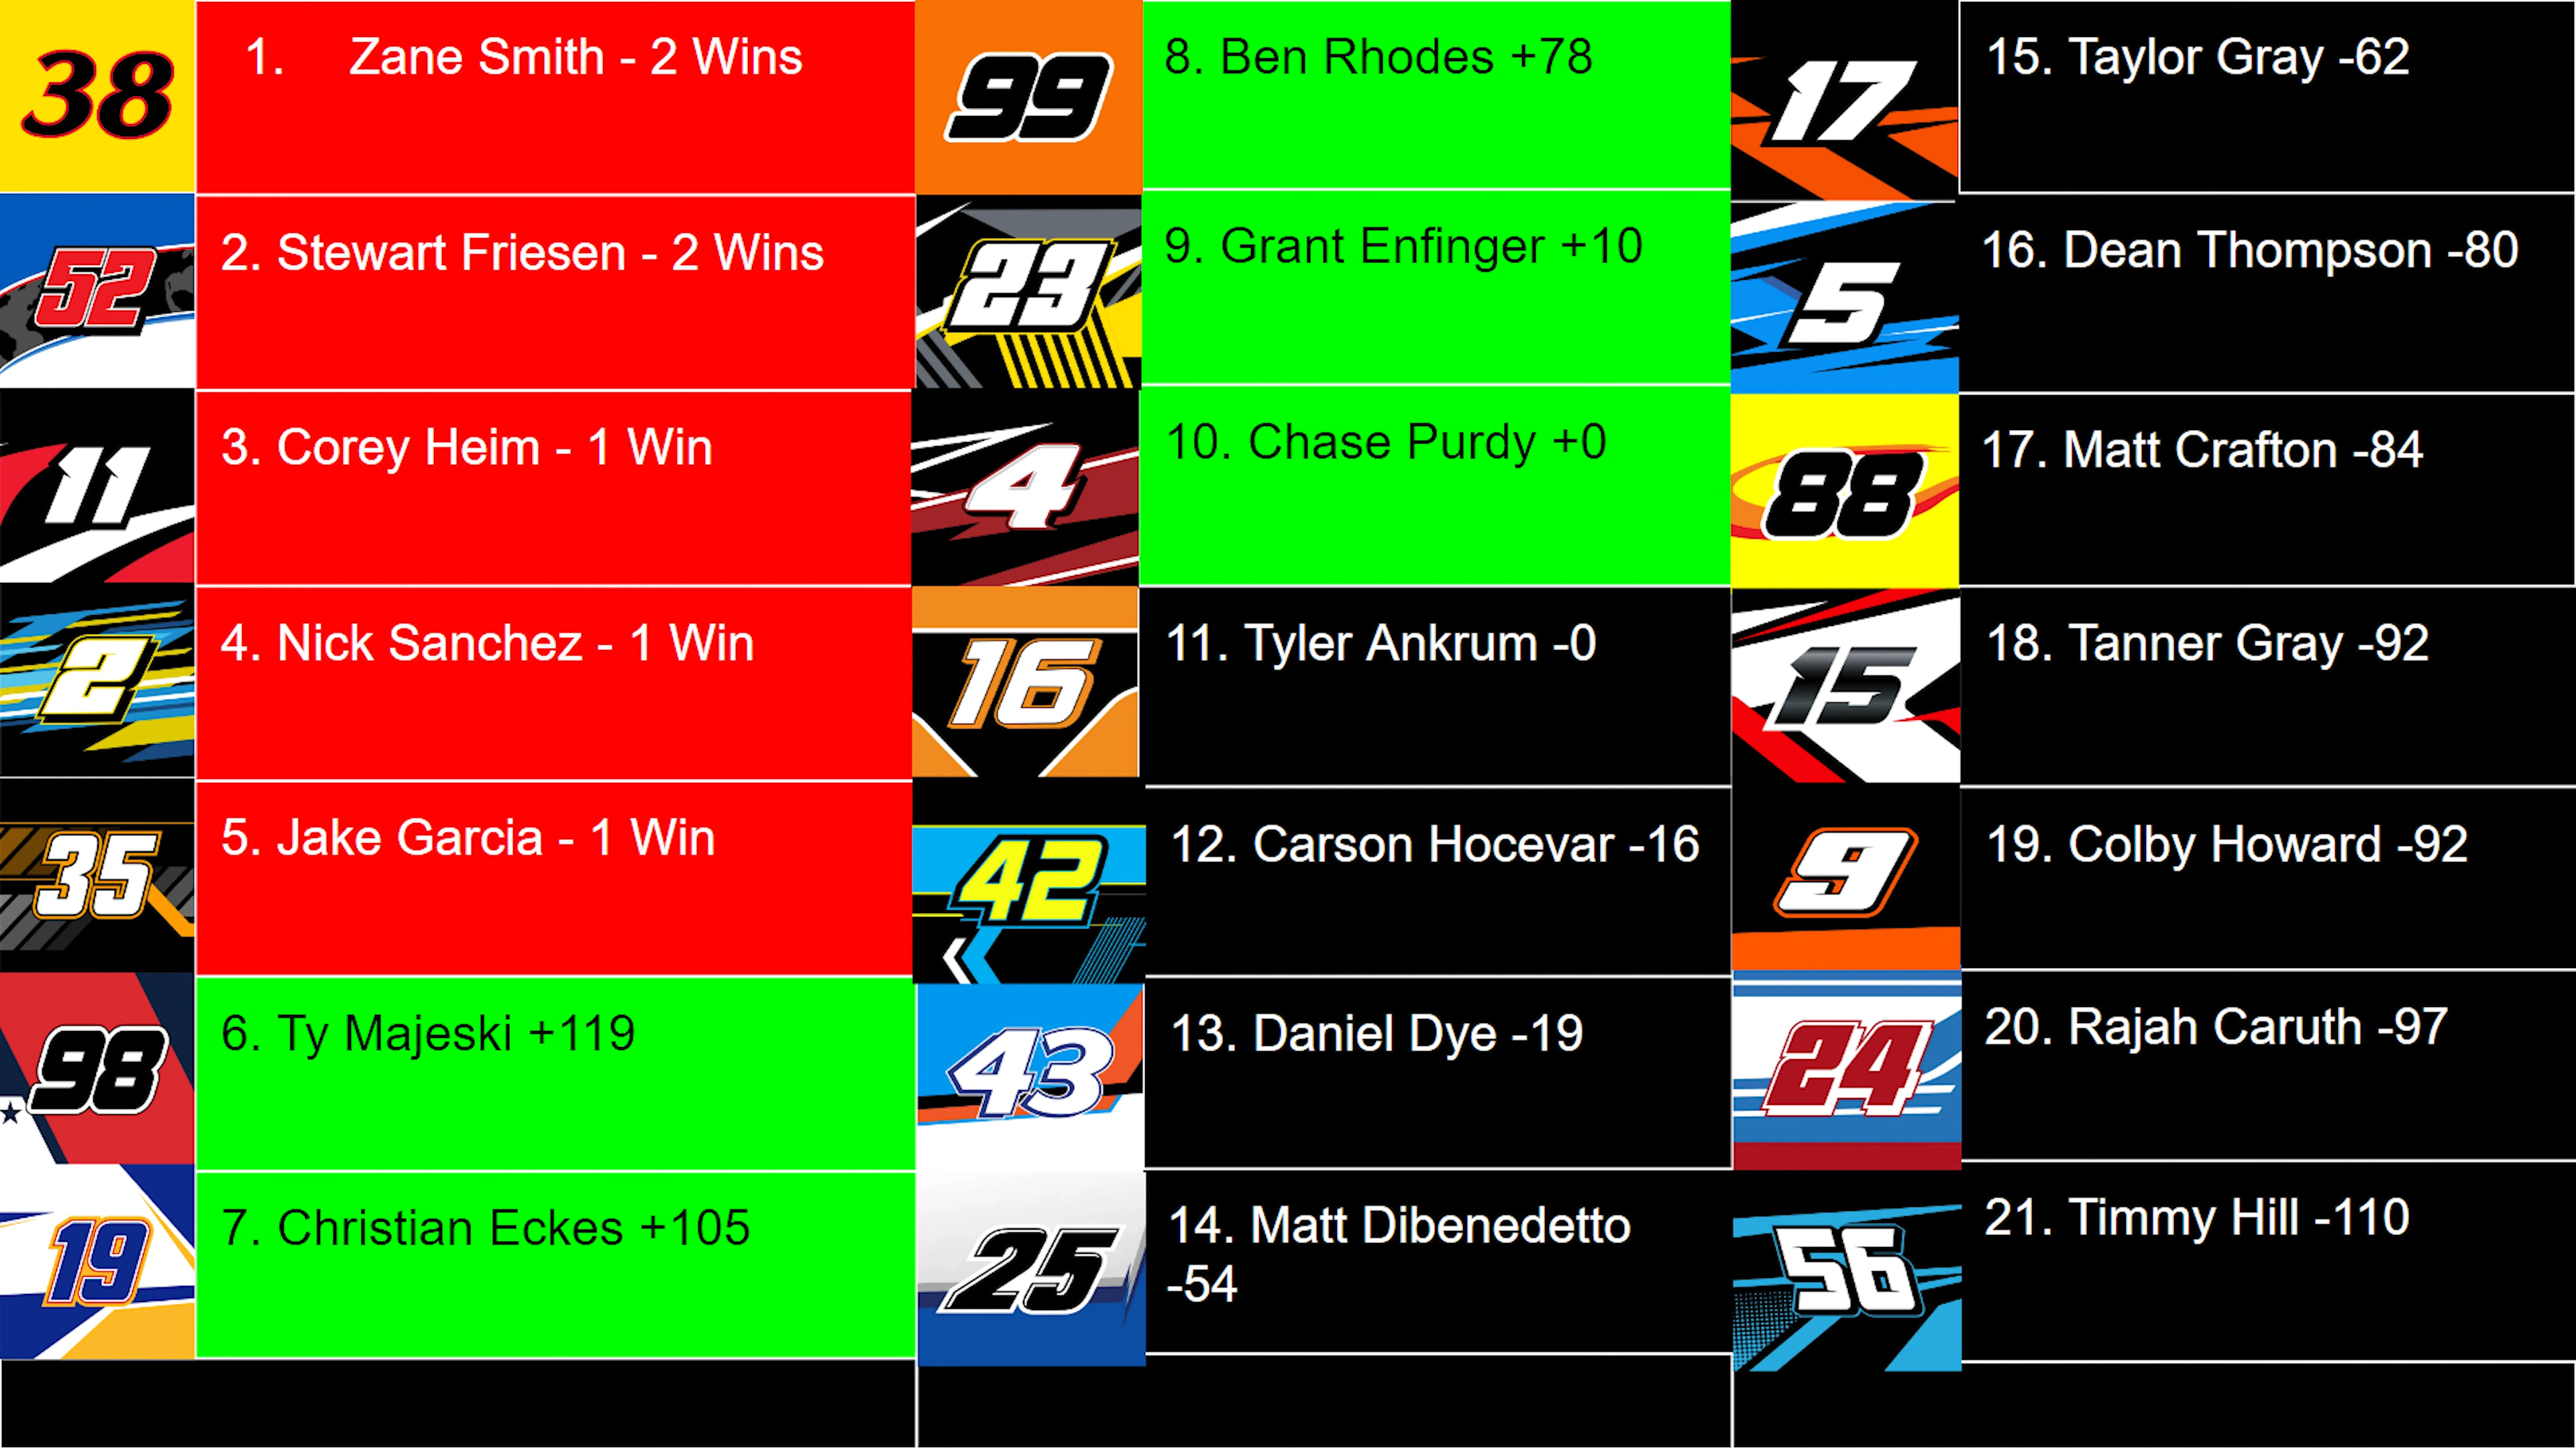 38
1. Zane Smith - 2 Wins
52
2. Stewart Friesen - 2 Wins
11
3. Corey Heim - 1 Win
2
4. Nick Sanchez - 1 Win
35
5. Jake Garcia - 1 Win
98
6. Ty Majeski +119
19
7. Christian Eckes +105
99
8. Ben Rhodes +78
23
9. Grant Enfinger +10
4
10. Chase Purdy +0
16
11. Tyler Ankrum -0
42
12. Carson Hocevar -16
43
13. Daniel Dye -19
25
14. Matt Dibenedetto
-54
17
15. Taylor Gray -62
5
16. Dean Thompson -80
88
17. Matt Crafton -84
15
18. Tanner Gray -92
9
19. Colby Howard -92
24
20. Rajah Caruth -97
56
21. Timmy Hill -110